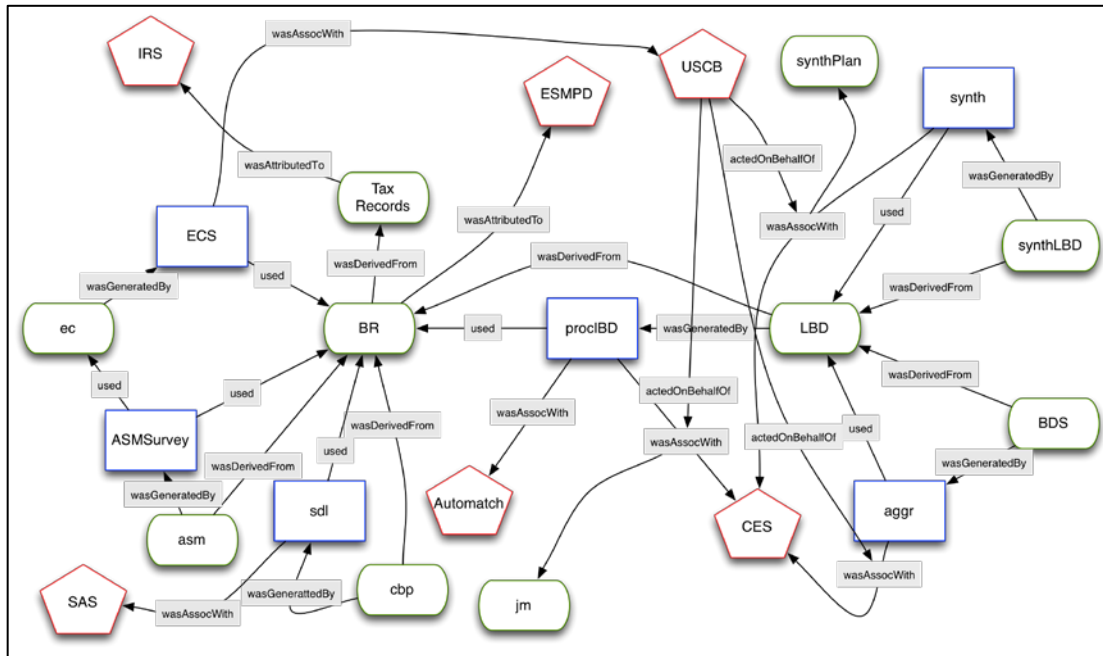 wasAssocWith
IRS
USCB
synthPlan
ESMPD
synth
wasAttributedTo
actedOnBehalfOf
wasGeneratedBy
Tax
Records
used
wasAttributedTo
wasAssocWith
ECS
synthLBD
wasDerivedFrom
wasDerivedFrom
used
wasGeneratedBy
wasDerivedFrom
ec
BR
used
procIBD
wasGeneratedBy
LBD
used
wasDerivedFrom
used
actedOnBehalfOf
wasAssocWith
ASMSurvey
wasDerivedFrom
BDS
used
actedOnBehalfOf
used
wasAssocWith
wasDerivedFrom
wasGeneratedBy
wasGeneratedBy
Automatch
sdl
CES
aggr
asm
wasAssocWith
cbp
wasGenerattedBy
SAS
jm
wasAssocWith